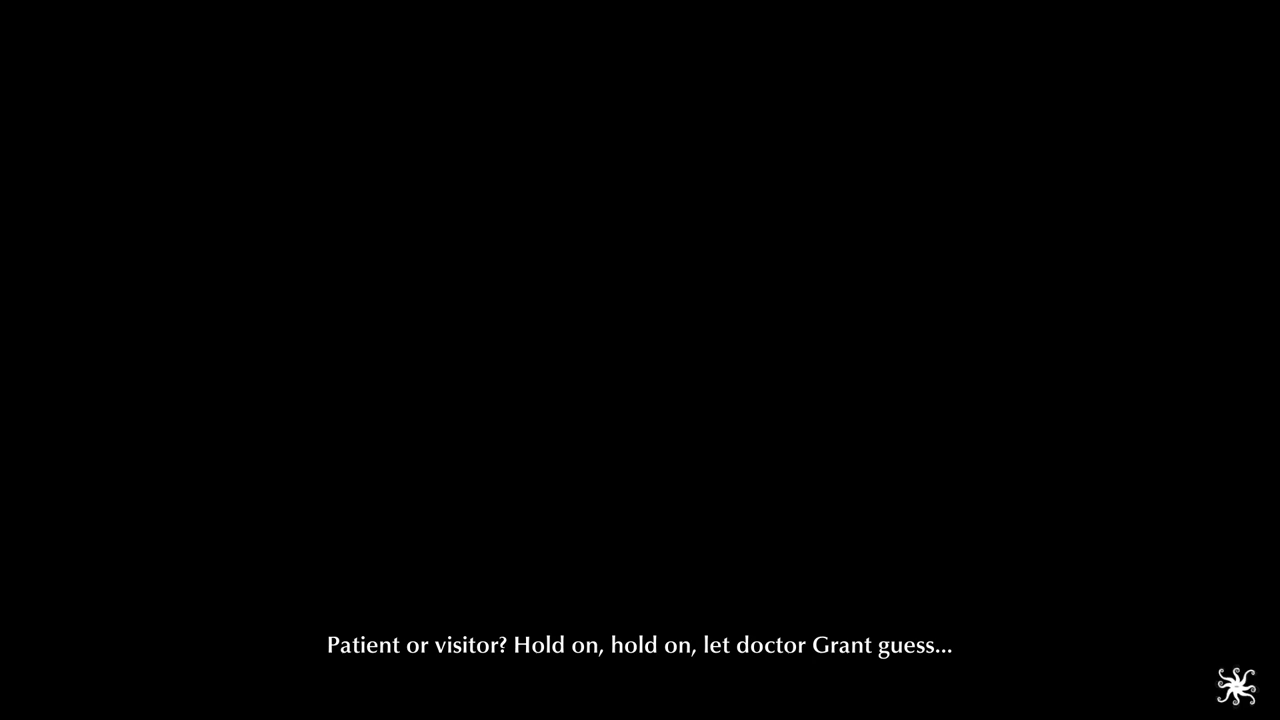 Patient or visitor? Hold on, hold on, let doctor Grant guess...